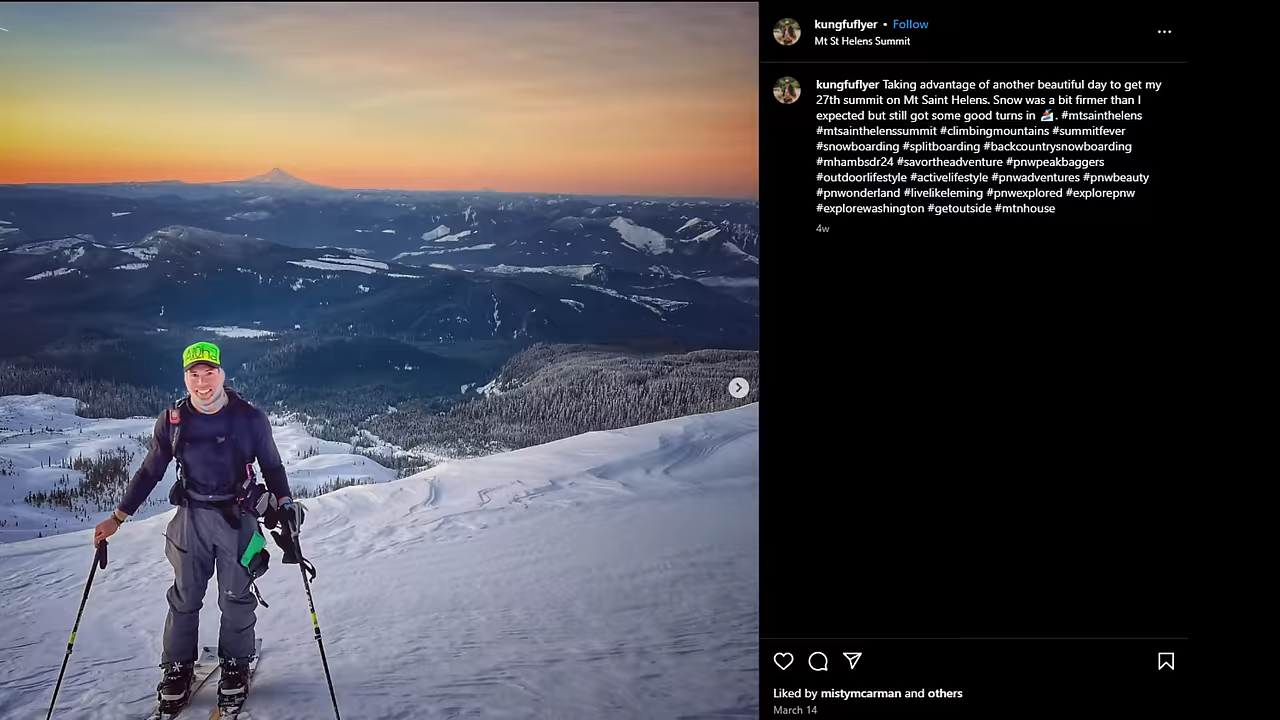 kungfuflyer • Follow
Mt St Helens Summit
kungfuflyer Taking advantage of another beautiful day to get my
27th summit on Mt Saint Helens. Snow was a bit firmer than I
expected but still got some good turns in 🏂. #mtsainthelens
#mtsainthelenssummit #climbingmountains #summitfever
#snowboarding #splitboarding #backcountrysnowboarding
#mhambsdr24 #savortheadventure #pnwpeakbaggers
#outdoorlifestyle #activelifestyle #pnwadventures #pnwbeauty
#pnwonderland #livelikeleming #pnwexplored #explorepnw
#explorewashington #getoutside #mtnhouse
4w
Aloha
Liked by mistymcarman and others
March 14